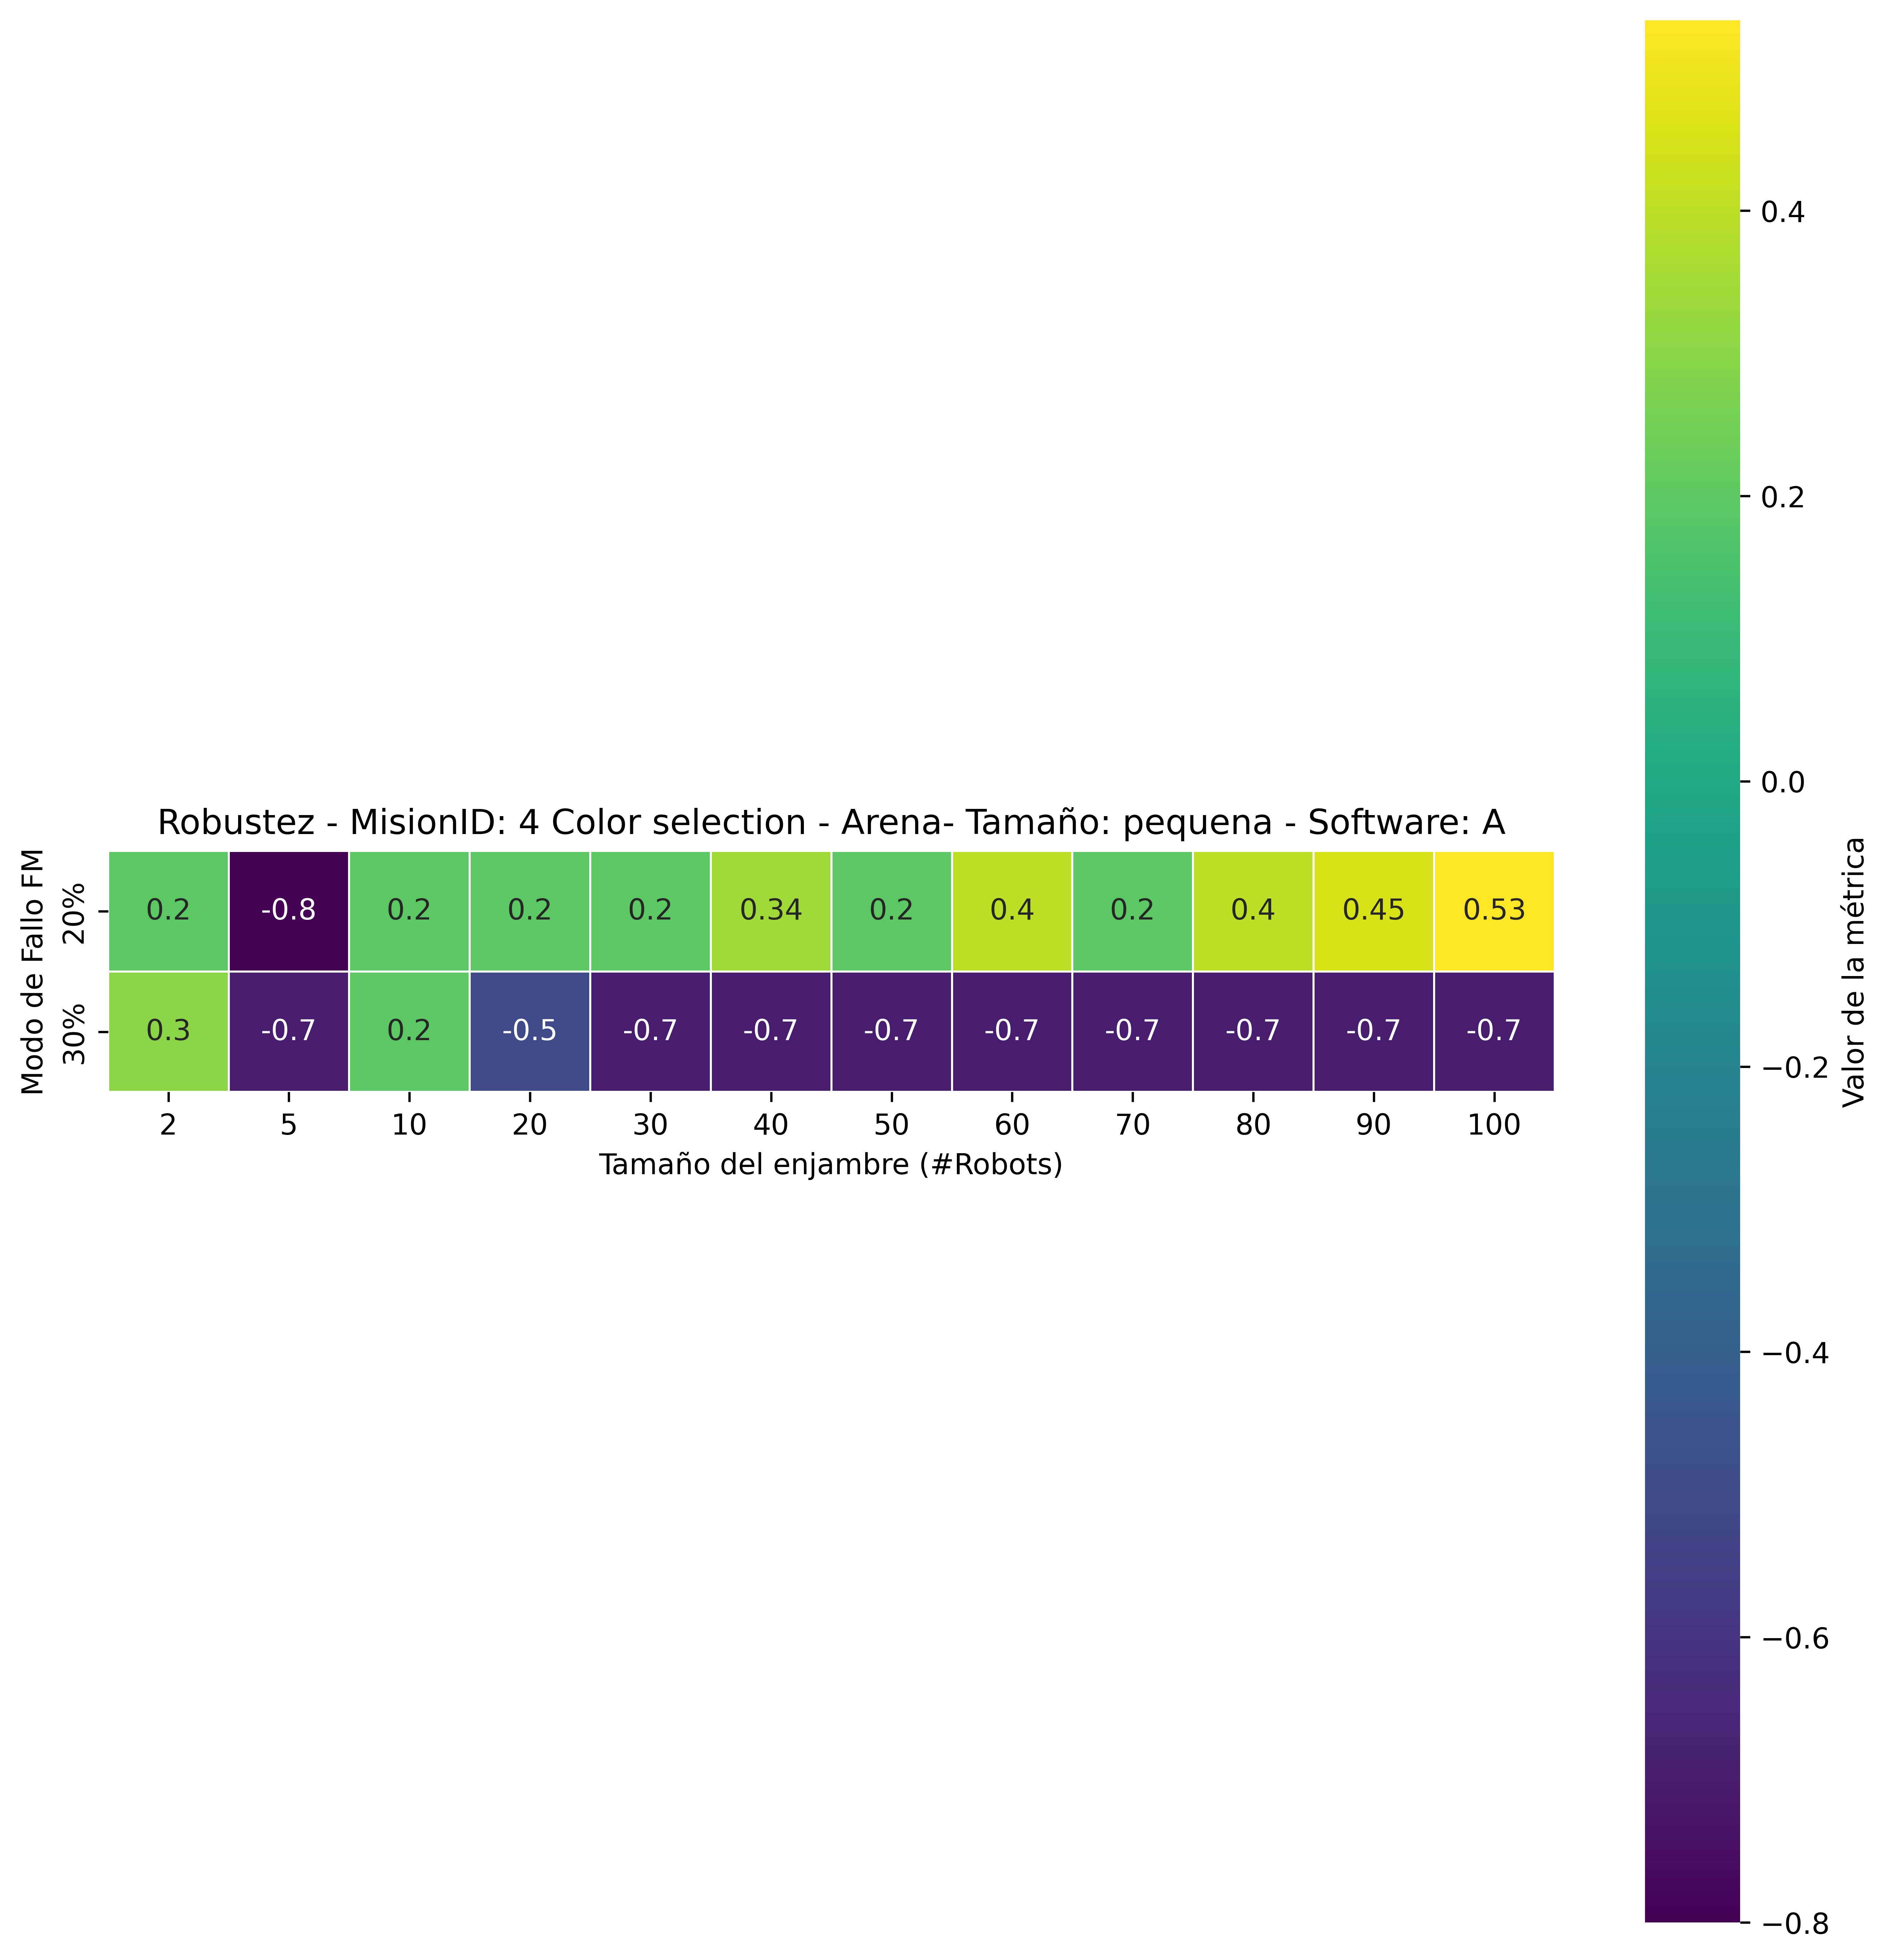 Robustez - MisionID: 4 Color selection - Arena- Tamaño: pequena - Software: A
Modo de Fallo FM
20%
0.2 -0.8 0.2 0.2 0.2 0.34 0.2 0.4 0.2 0.4 0.45 0.53
30%
0.3 -0.7 0.2 -0.5 -0.7 -0.7 -0.7 -0.7 -0.7 -0.7 -0.7 -0.7
2 5 10 20 30 40 50 60 70 80 90 100
Tamaño del enjambre (#Robots)
0.4
0.2
0.0
−0.2
−0.4
−0.6
−0.8
Valor de la métrica